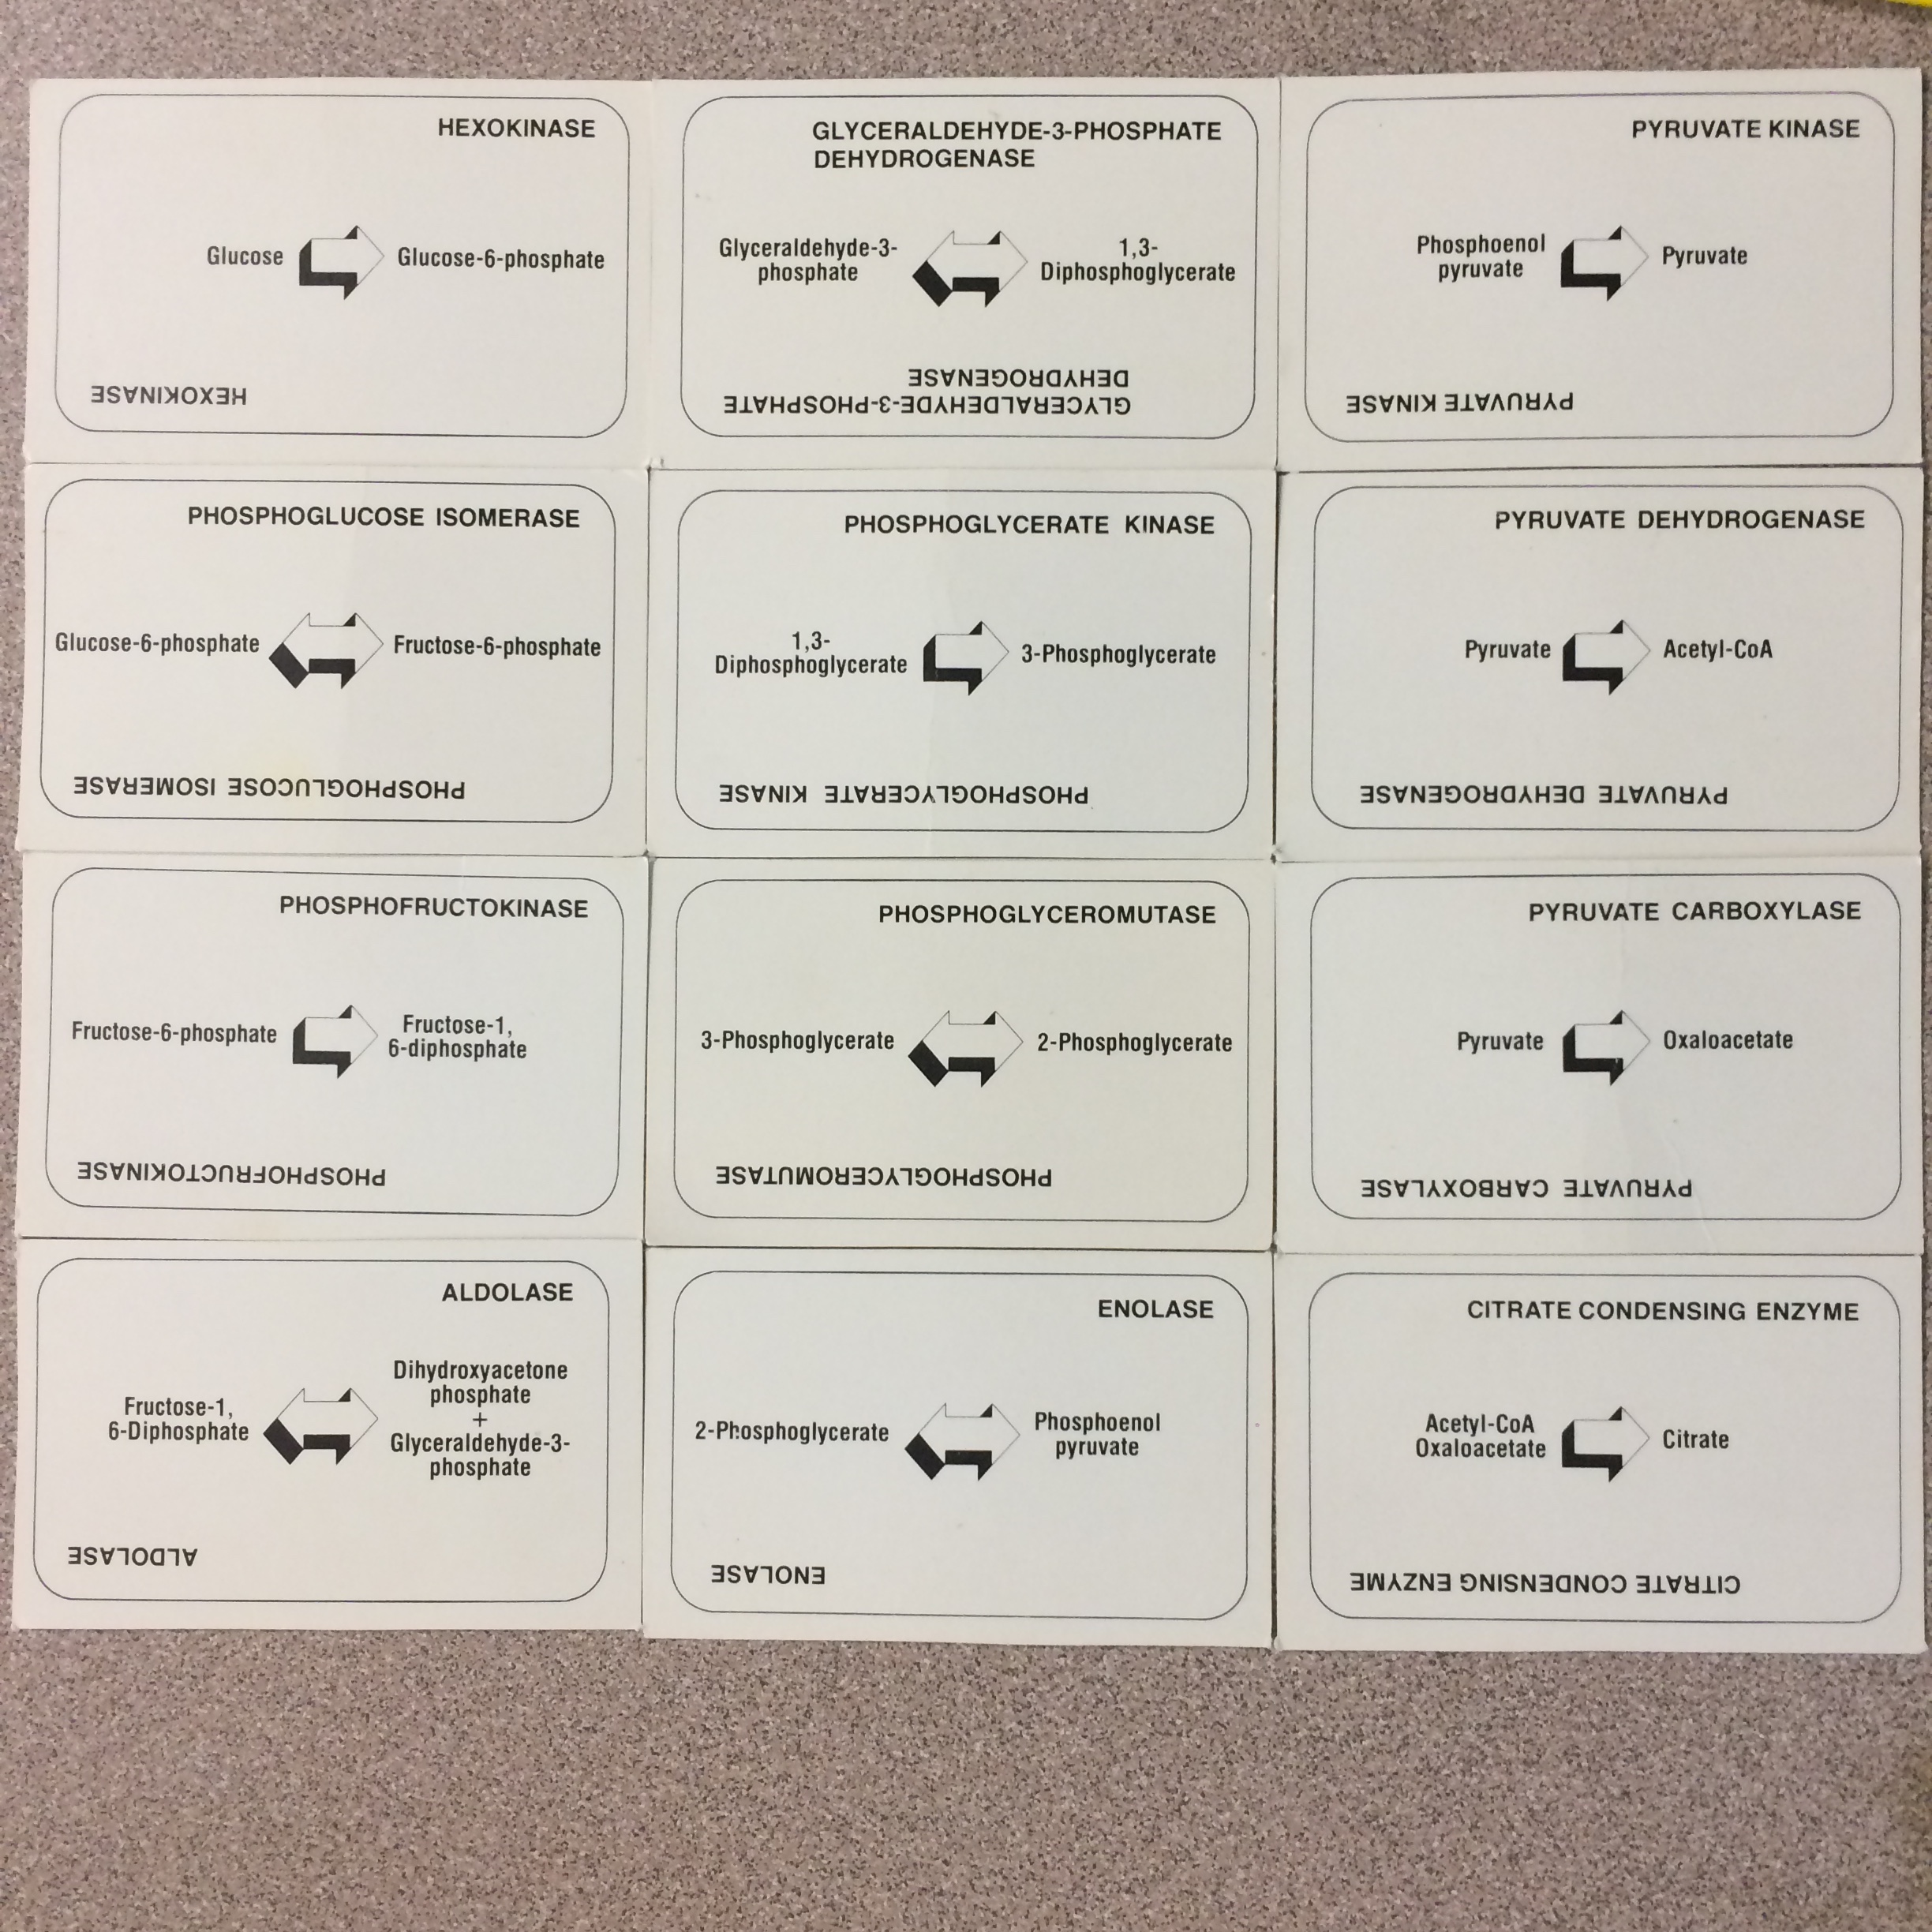 HEXOKINASE
Glucose
Glucose-6-phosphate
HEXOKINASE
PHOSPHOGLUCOSE ISOMERASE
Glucose-6-phosphate
Fructose-6-phosphate
PHOSPHOGLUCOSE ISOMERASE
PHOSPHOFRUCTOKINASE
Fructose-6-phosphate
Fructose-1,
6-diphosphate
PHOSPHOFRUCTOKINASE
ALDOLASE
Fructose-1,
6-Diphosphate
Dihydroxyacetone
phosphate
+
Glyceraldehyde-3-
phosphate
ALDOLASE
GLYCERALDEHYDE-3-PHOSPHATE
DEHYDROGENASE
Glyceraldehyde-3-
phosphate
1,3-
Diphosphoglycerate
GLYCERALDEHYDE-3-PHOSPHATE
DEHYDROGENASE
PHOSPHOGLYCERATE KINASE
1,3-
Diphosphoglycerate
3-Phosphoglycerate
PHOSPHOGLYCERATE KINASE
PHOSPHOGLYCEROMUTASE
3-Phosphoglycerate
2-Phosphoglycerate
PHOSPHOGLYCEROMUTASE
ENOLASE
2-Phosphoglycerate
Phosphoenol
pyruvate
ENOLASE
PYRUVATE KINASE
Phosphoenol
pyruvate
Pyruvate
PYRUVATE KINASE
PYRUVATE DEHYDROGENASE
Pyruvate
Acetyl-CoA
PYRUVATE DEHYDROGENASE
PYRUVATE CARBOXYLASE
Pyruvate
Oxaloacetate
PYRUVATE CARBOXYLASE
CITRATE CONDENSING ENZYME
Acetyl-CoA
Oxaloacetate
Citrate
CITRATE CONDENSING ENZYME